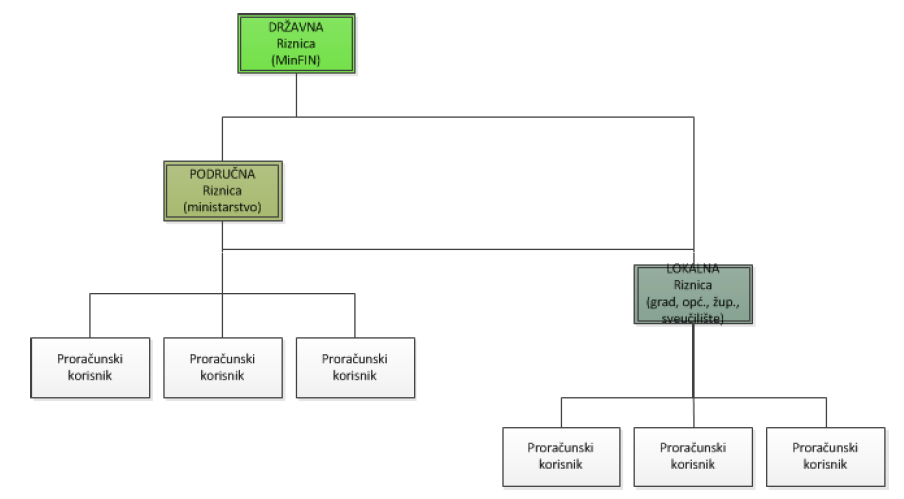 DRŽAVNA
Riznica
(MinFIN)
PODRUČNA
Riznica
(ministarstvo)
LOKALNA
Riznica
(grad, opć., žup.,
sveučilište)
Proračunski
korisnik
Proračunski
korisnik
Proračunski
korisnik
Proračunski
korisnik
Proračunski
korisnik
Proračunski
korisnik